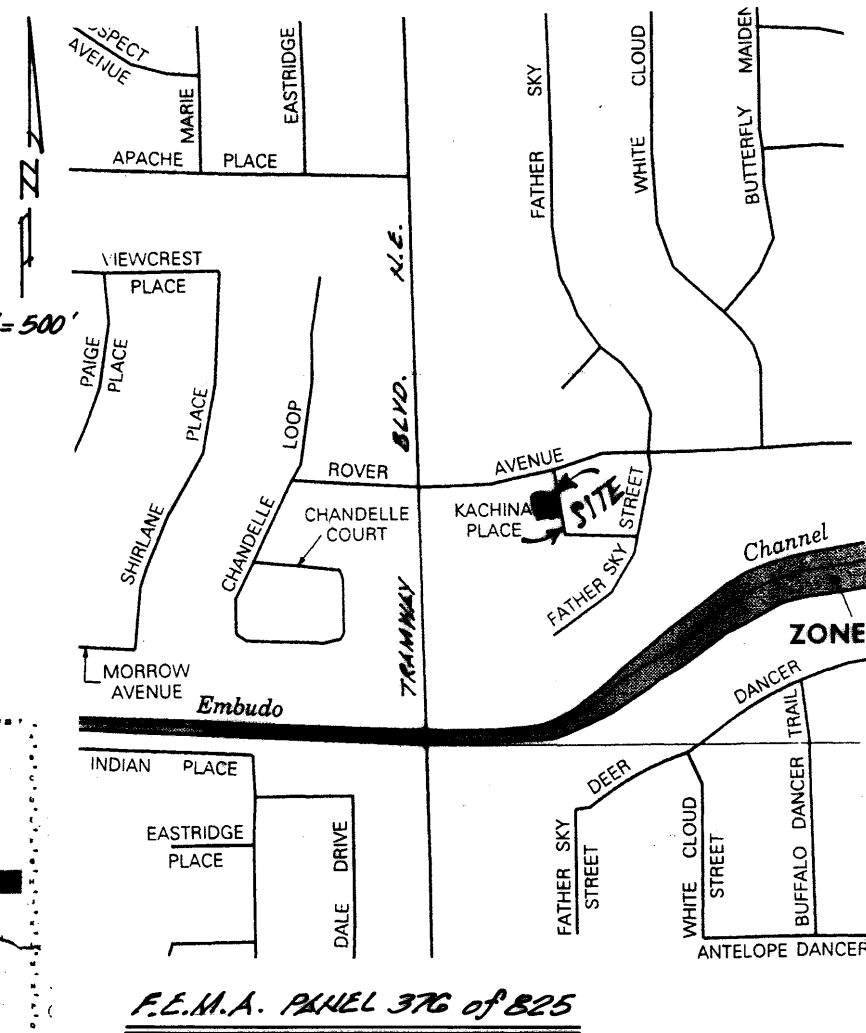 OSPECT
AVENUE
MARIE
EASTRIDGE
APACHE PLACE
FATHER SKY
WHITE CLOUD
BUTTERFLY MAIDEN
N
= 500'
VIEWCREST
PLACE
PAIGE
PLACE
SHIRLANE PLACE
CHANDELLE LOOP
TRAMWAY BLVD. N.E.
ROVER AVENUE
CHANDELLE
COURT
KACHINA
PLACE
SITE
FATHER SKY STREET
Channel
ZONE
MORROW
AVENUE
Embudo
INDIAN PLACE
EASTRIDGE
PLACE
DALE DRIVE
DEER DANCER
FATHER SKY
STREET
WHITE CLOUD
STREET
BUFFALO DANCER TRAIL
ANTELOPE DANCER
F.E.M.A. PANEL 376 of 825